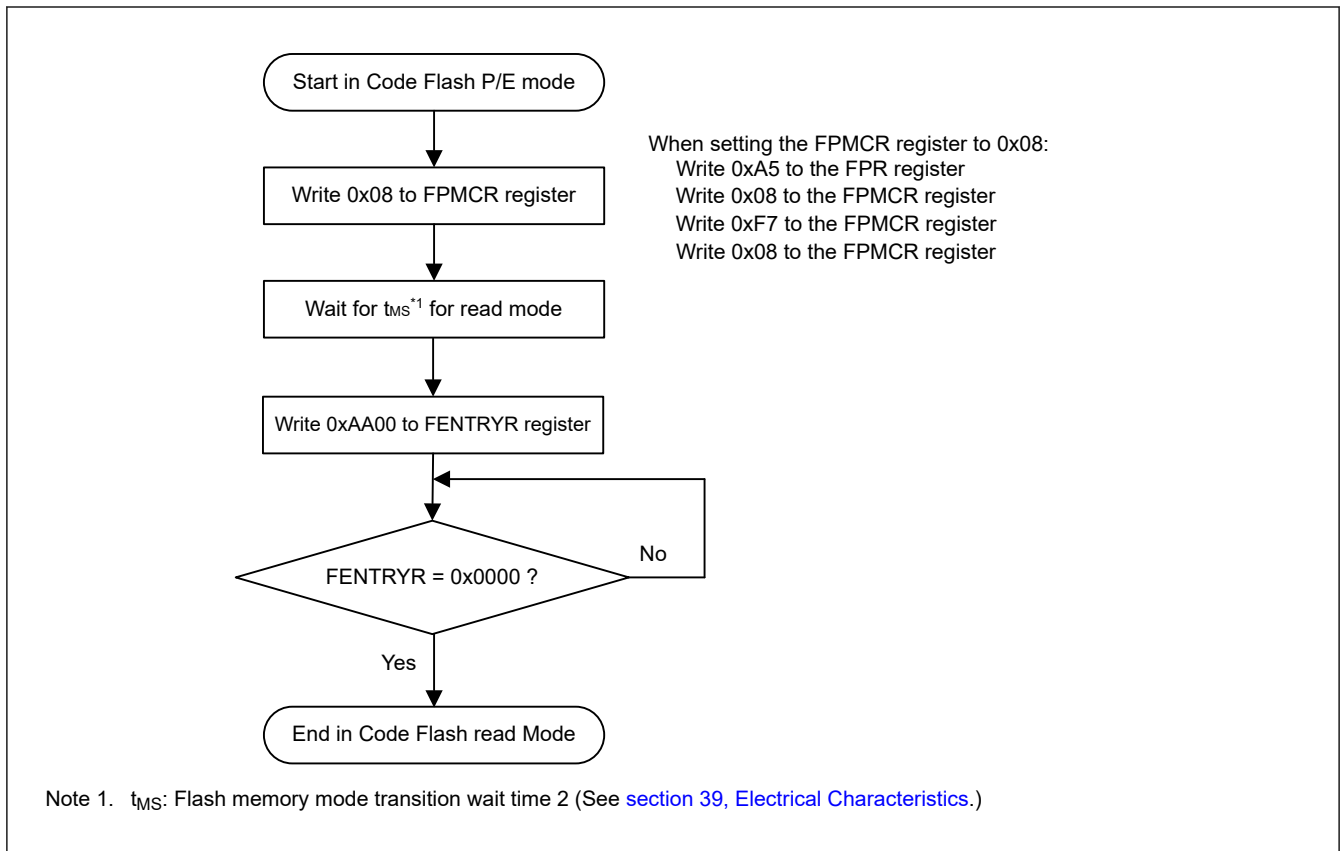 Start in Code Flash P/E mode
When setting the FPMCR register to 0x08:
Write 0xA5 to the FPR register
Write 0x08 to FPMCR register
Write 0x08 to the FPMCR register
Write 0xF7 to the FPMCR register
Write 0x08 to the FPMCR register
Wait for tMS*1 for read mode
Write 0xAA00 to FENTRYR register
No
FENTRYR = 0x0000 ?
Yes
End in Code Flash read Mode
Note 1. tMS: Flash memory mode transition wait time 2 (See section 39, Electrical Characteristics.)